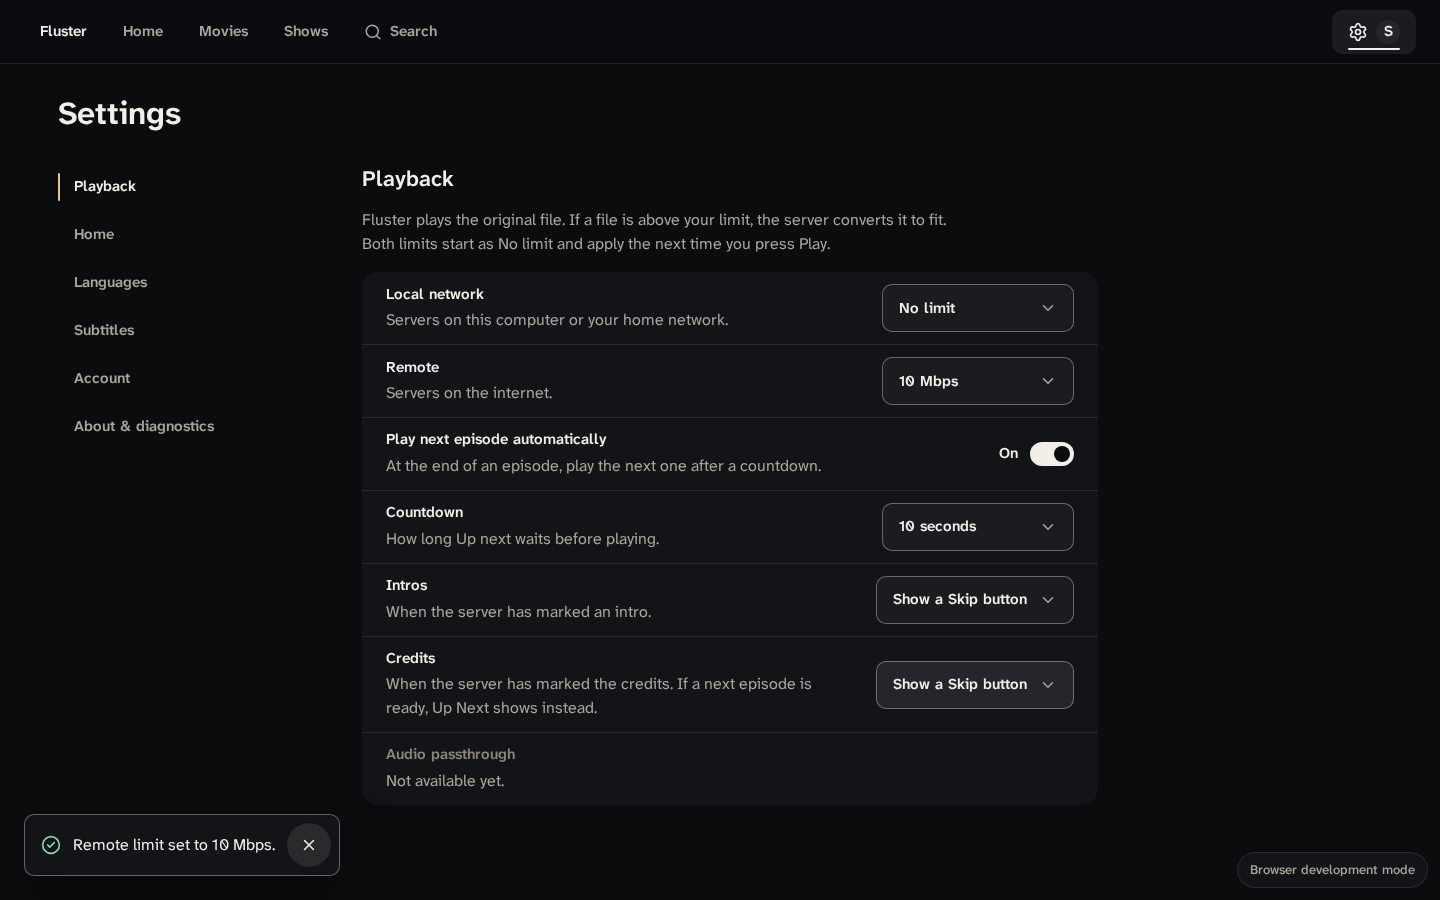 Fluster
Home
Movies
Shows
Search
S
Settings
Playback
Home
Languages
Subtitles
Account
About & diagnostics
Playback
Fluster plays the original file. If a file is above your limit, the server converts it to fit.
Both limits start as No limit and apply the next time you press Play.
Local network
Servers on this computer or your home network.
No limit
Remote
Servers on the internet.
10 Mbps
Play next episode automatically
At the end of an episode, play the next one after a countdown.
On
Countdown
How long Up next waits before playing.
10 seconds
Intros
When the server has marked an intro.
Show a Skip button
Credits
When the server has marked the credits. If a next episode is
ready, Up Next shows instead.
Show a Skip button
Audio passthrough
Not available yet.
Remote limit set to 10 Mbps.
Browser development mode